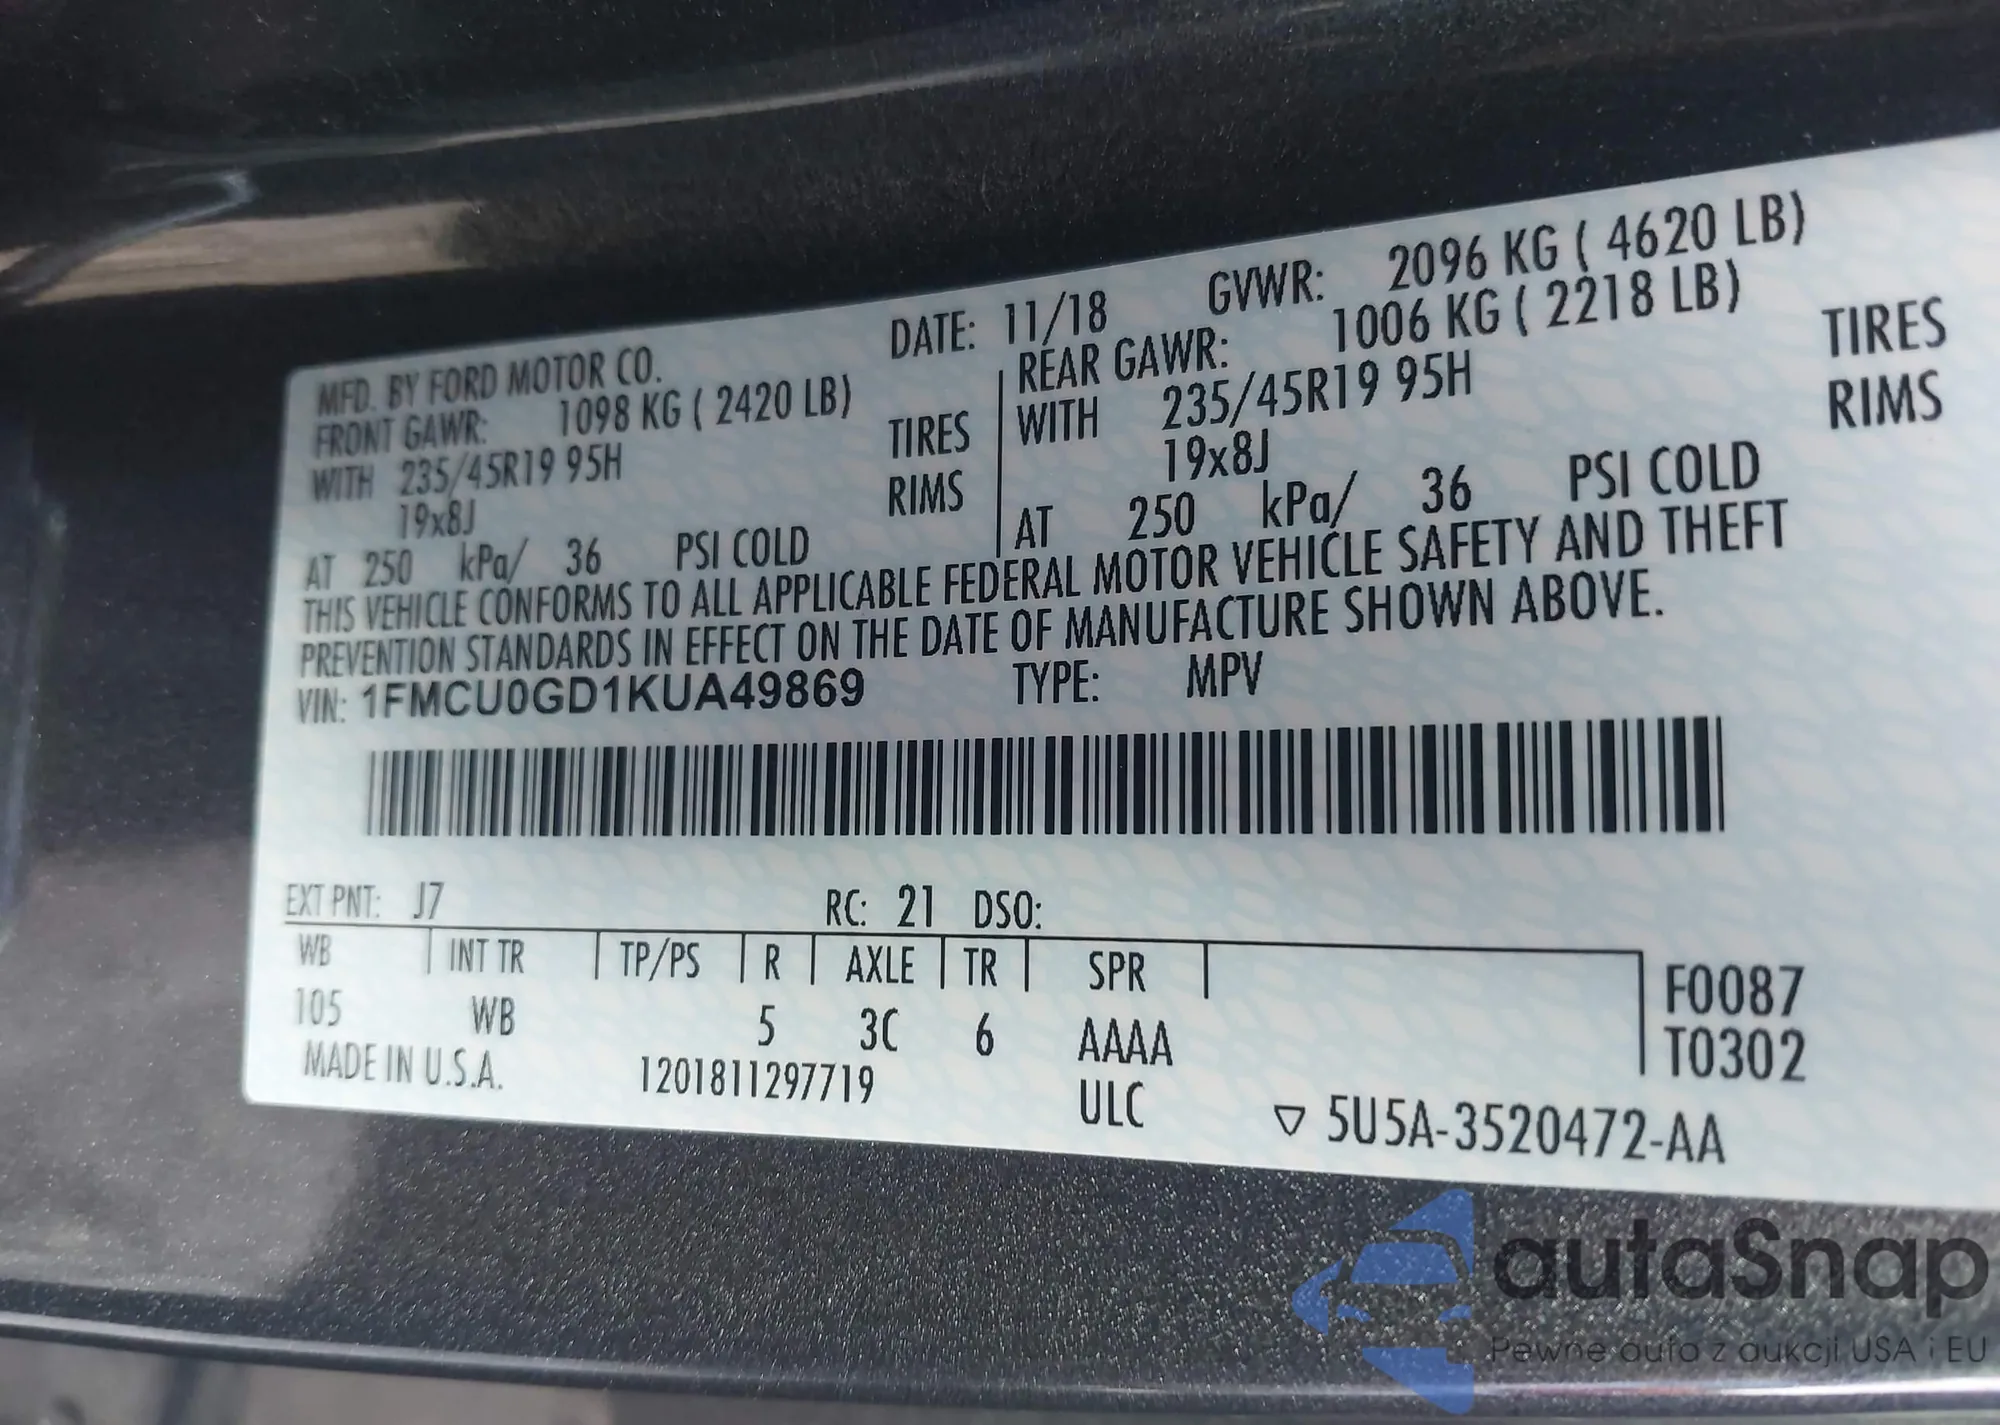 MFD. BY FORD MOTOR CO. DATE: 11/18 GVWR: 2096 KG ( 4620 LB)
FRONT GAWR: 1098 KG ( 2420 LB) REAR GAWR: 1006 KG ( 2218 LB)
WITH 235/45R19 95H TIRES WITH 235/45R19 95H TIRES
19x8J RIMS 19x8J RIMS
AT 250 kPa/ 36 PSI COLD AT 250 kPa/ 36 PSI COLD
THIS VEHICLE CONFORMS TO ALL APPLICABLE FEDERAL MOTOR VEHICLE SAFETY AND THEFT
PREVENTION STANDARDS IN EFFECT ON THE DATE OF MANUFACTURE SHOWN ABOVE.
VIN: 1FMCU0GD1KUA49869 TYPE: MPV
EXT PNT: J7 RC: 21 DSO:
WB INT TR TP/PS R AXLE TR SPR F0087
105 WB 5 3C 6 AAAA T0302
MADE IN U.S.A. 1201811297719 ULC ▽ 5U5A-3520472-AA
autaSnap
Pewne auta z aukcji USA i EU